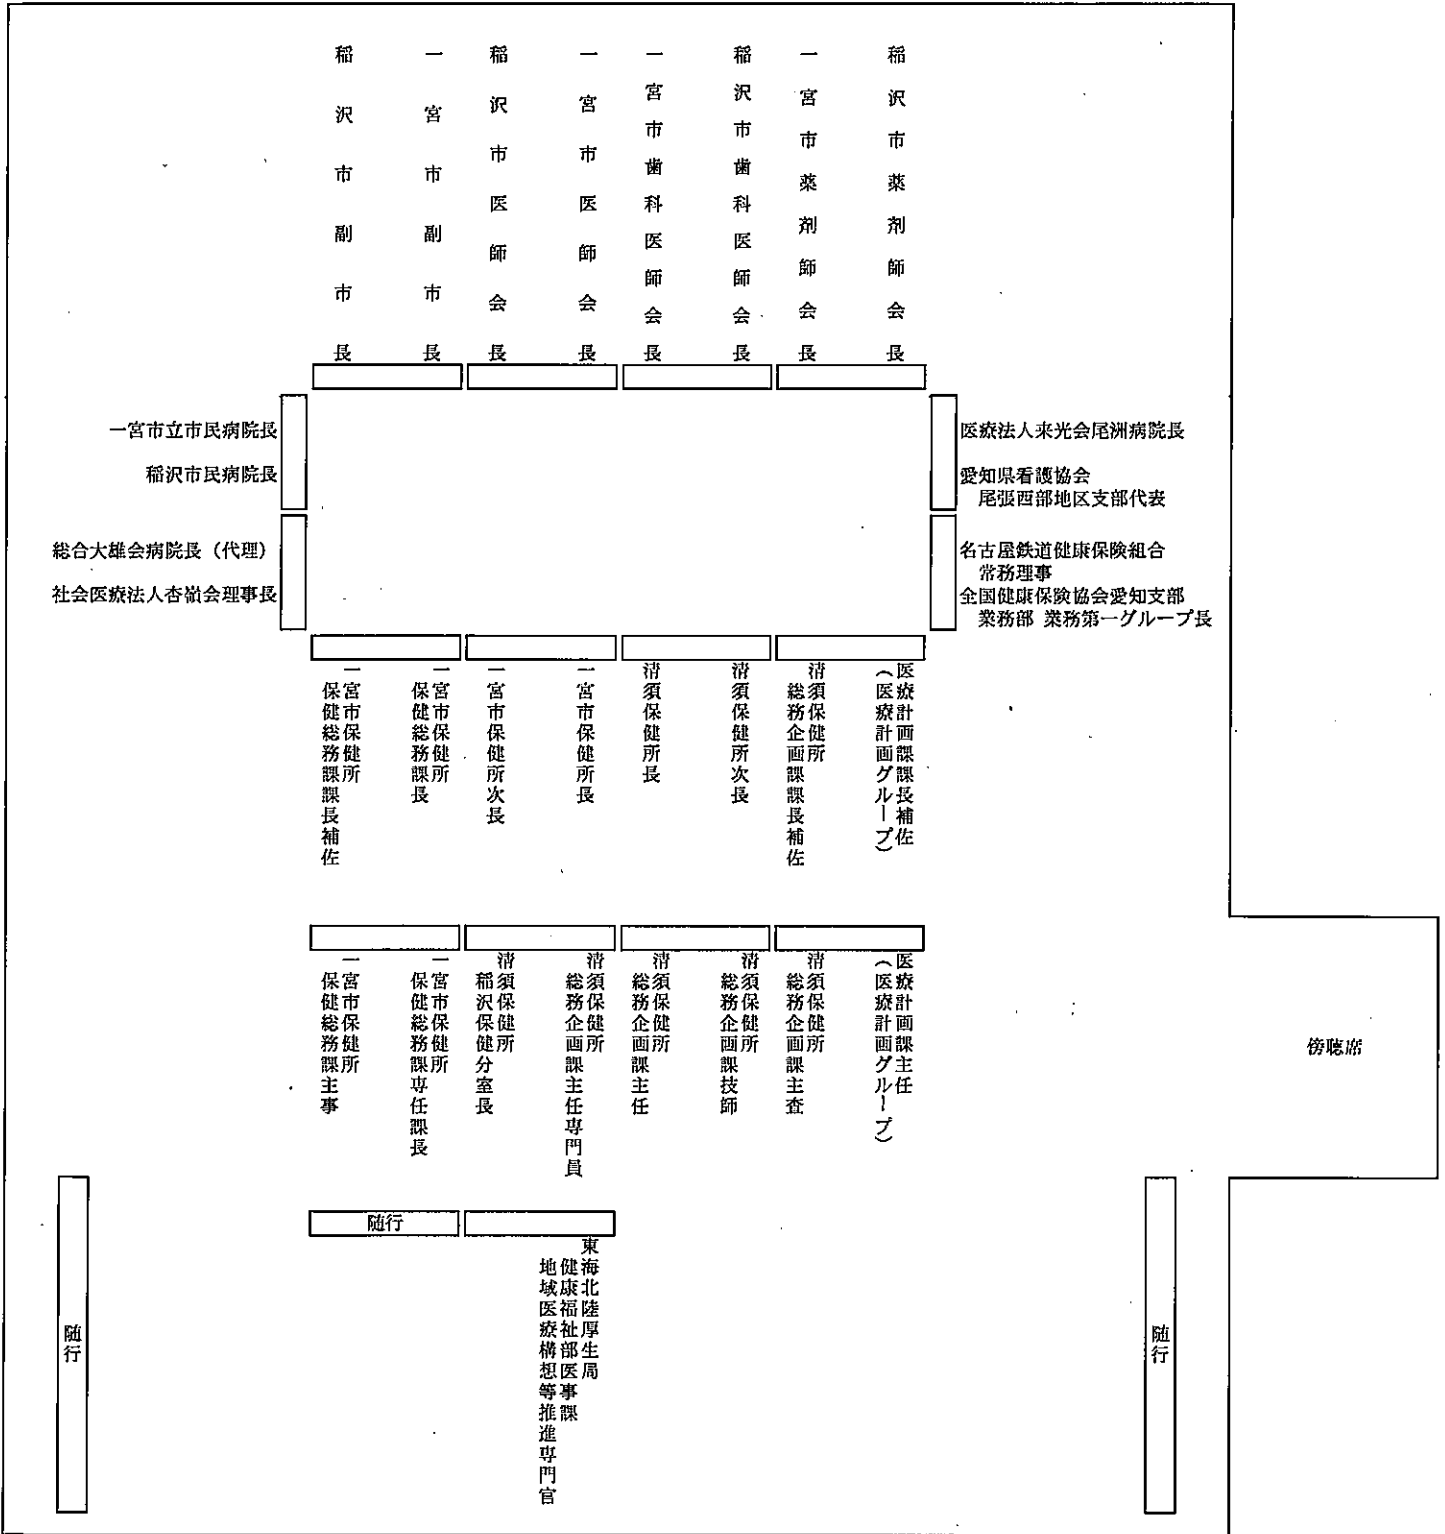 稲沢市副市長
一宮市副市長
稲沢市医師会長
一宮市医師会長
一宮市歯科医師会長
稲沢市歯科医師会長
一宮市薬剤師会長
稲沢市薬剤師会長
一宮市立市民病院長
稲沢市民病院長
総合大雄会病院長（代理）
社会医療法人杏嶺会理事長
医療法人来光会尾洲病院長
愛知県看護協会
尾張西部地区支部代表
名古屋鉄道健康保険組合
常務理事
全国健康保険協会愛知支部
業務部 業務第一グループ長
一宮市保健所
保健総務課課長補佐
一宮市保健所
保健総務課長
一宮市保健所次長
一宮市保健所長
清須保健所長
清須保健所次長
清須保健所
総務企画課課長補佐
医療計画課課長補佐
（医療計画グループ）
一宮市保健所
保健総務課主事
一宮市保健所
保健総務課専任課長
清須保健所
稲沢保健分室長
清須保健所
総務企画課主任専門員
清須保健所
総務企画課主任
清須保健所
総務企画課技師
清須保健所
総務企画課主査
医療計画課主任
（医療計画グループ）
傍聴席
随行
東海北陸厚生局
健康福祉部医事課
地域医療構想等推進専門官
随行
随行